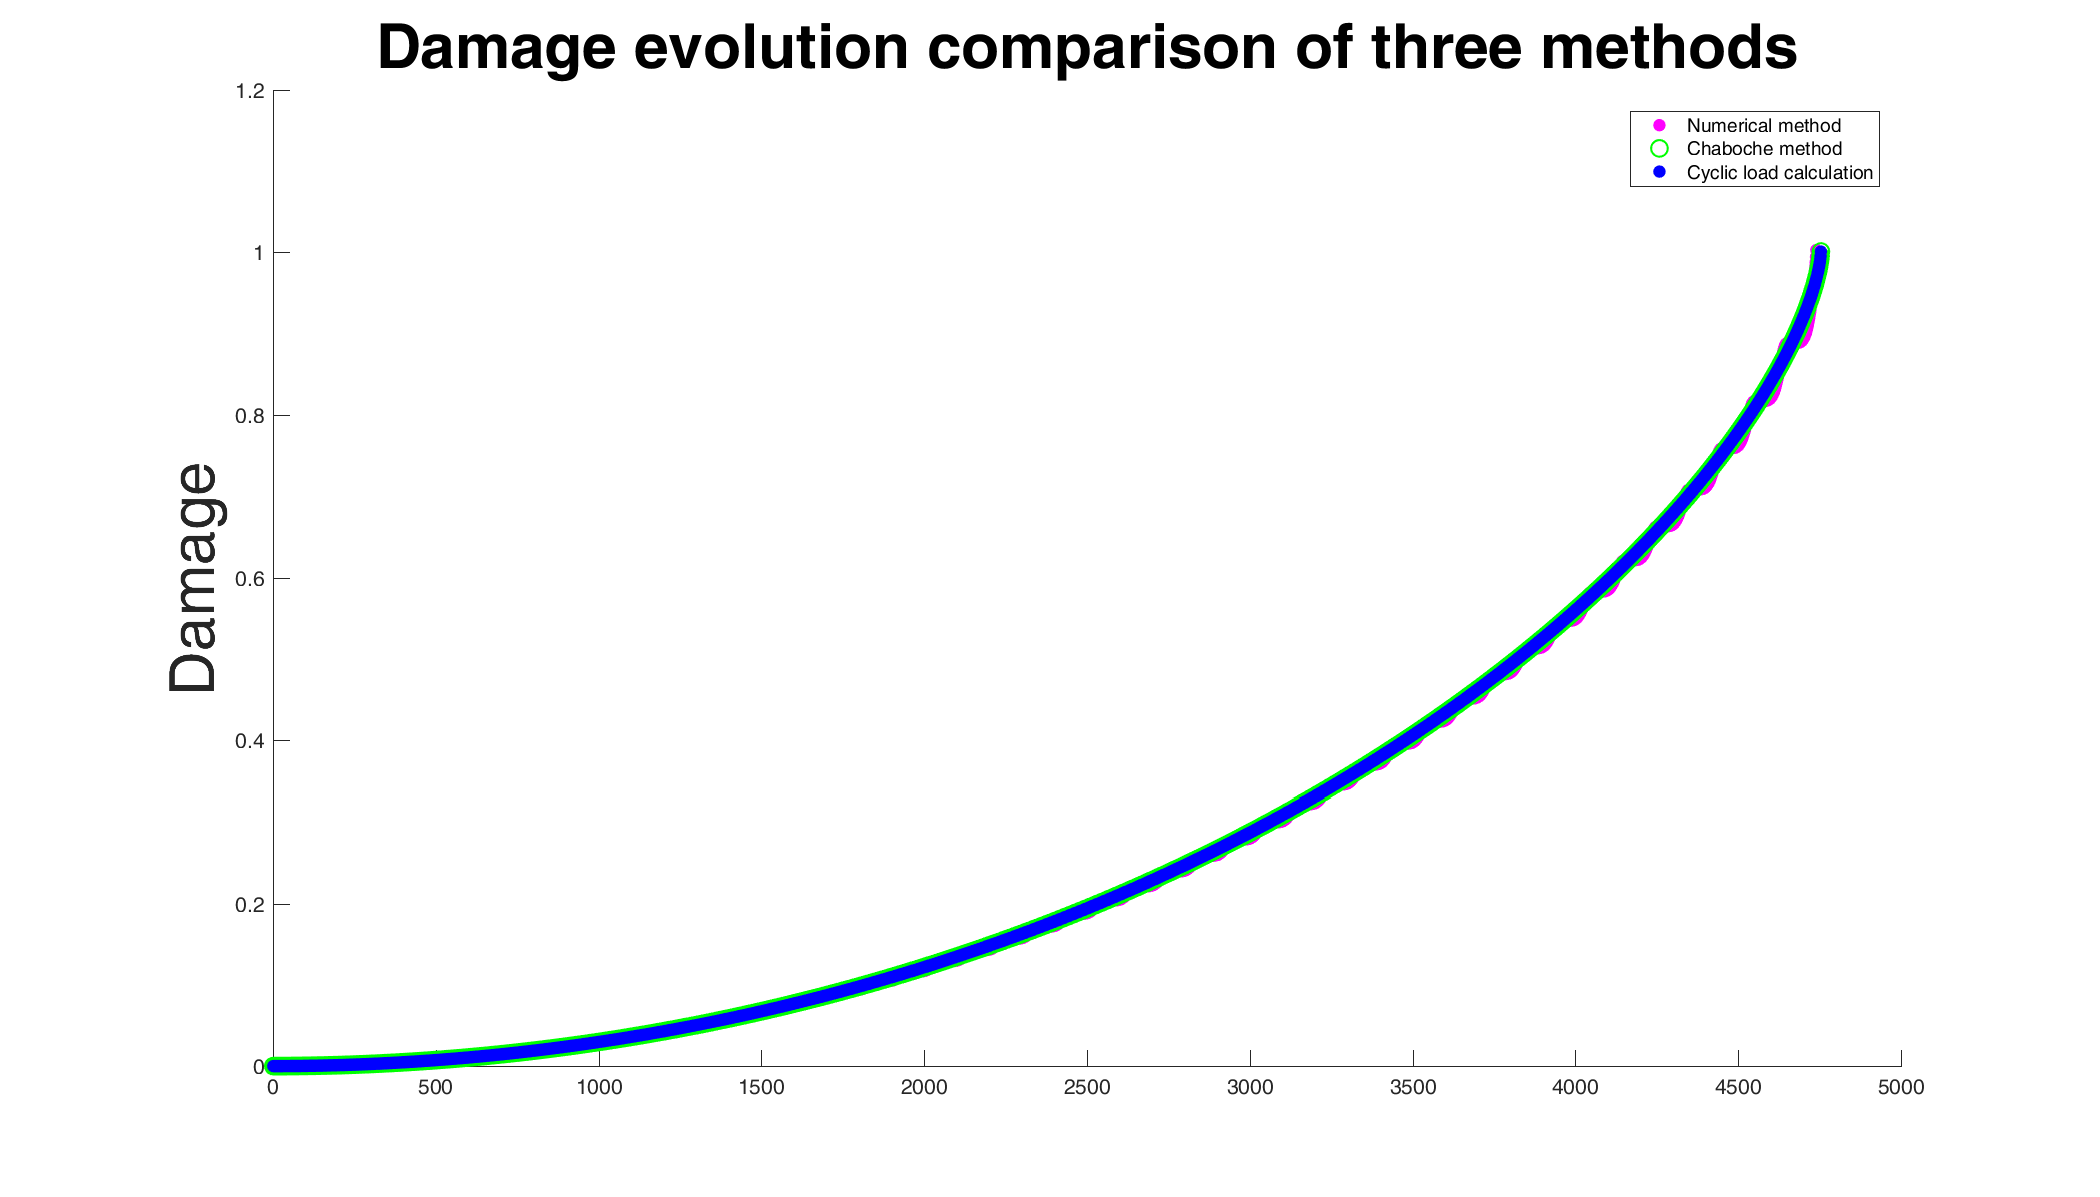 Damage evolution comparison of three methods
1.2
Numerical method
Chaboche method
Cyclic load calculation
1
0.8
Damage
0.6
0.4
0.2
0
0 500 1000 1500 2000 2500 3000 3500 4000 4500 5000